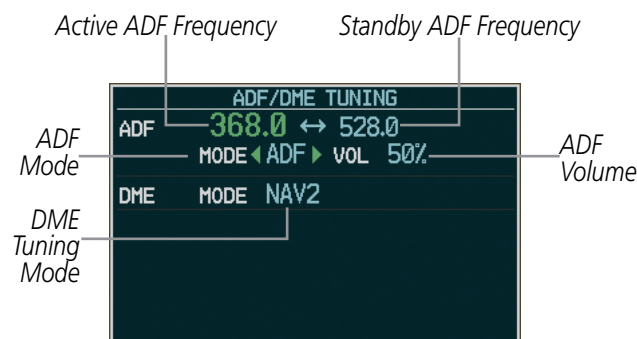 Active ADF Frequency
Standby ADF Frequency
ADF/DME TUNING
ADF 368.0 ↔ 528.0
ADF Mode
MODE ADF VOL 50%
ADF Volume
DME MODE NAV2
DME Tuning Mode